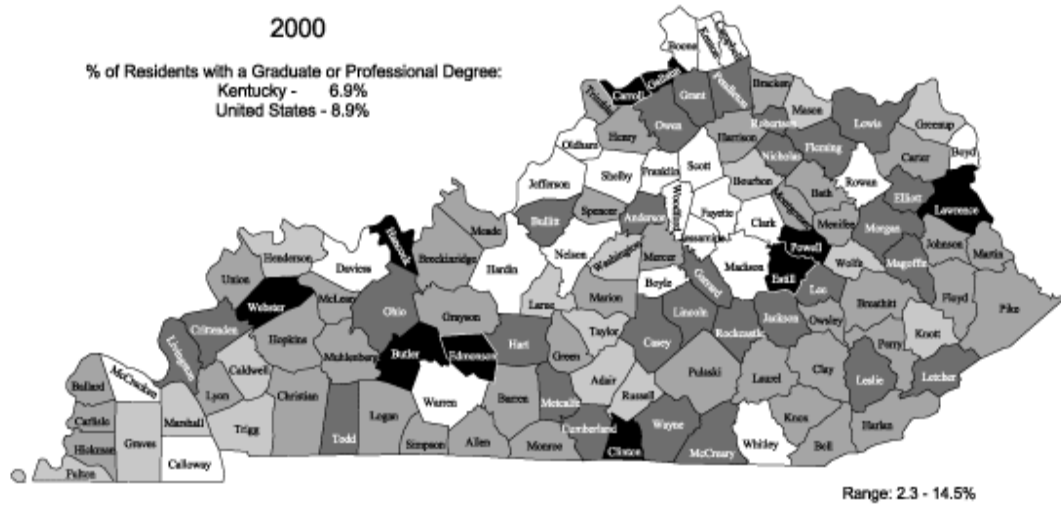 2000
% of Residents with a Graduate or Professional Degree:
Kentucky - 6.9%
United States - 8.9%
Boone
Kenton
Campbell
Carroll
Gallatin
Trimble
Grant
Pendleton
Bracken
Mason
Robertson
Lewis
Greenup
Boyd
Owen
Henry
Oldham
Harrison
Fleming
Nicholas
Carter
Jefferson
Shelby
Franklin
Scott
Bourbon
Bath
Rowan
Elliott
Lawrence
Bullitt
Spencer
Anderson
Woodford
Fayette
Clark
Montgomery
Menifee
Morgan
Johnson
Martin
Hancock
Meade
Breckinridge
Hardin
Nelson
Washington
Mercer
Jessamine
Madison
Powell
Estill
Wolfe
Magoffin
Floyd
Pike
Henderson
Daviess
Union
Webster
McLean
Ohio
Grayson
Larue
Marion
Boyle
Garrard
Lee
Breathitt
Knott
Crittenden
Livingston
Hopkins
Muhlenberg
Butler
Edmonson
Hart
Green
Taylor
Casey
Lincoln
Rockcastle
Jackson
Owsley
Perry
Letcher
Leslie
Ballard
McCracken
Caldwell
Lyon
Christian
Warren
Barren
Metcalfe
Adair
Russell
Pulaski
Laurel
Clay
Carlisle
Graves
Marshall
Trigg
Todd
Logan
Simpson
Allen
Monroe
Cumberland
Clinton
Wayne
McCreary
Whitley
Knox
Bell
Harlan
Hickman
Fulton
Calloway
Range: 2.3 - 14.5%